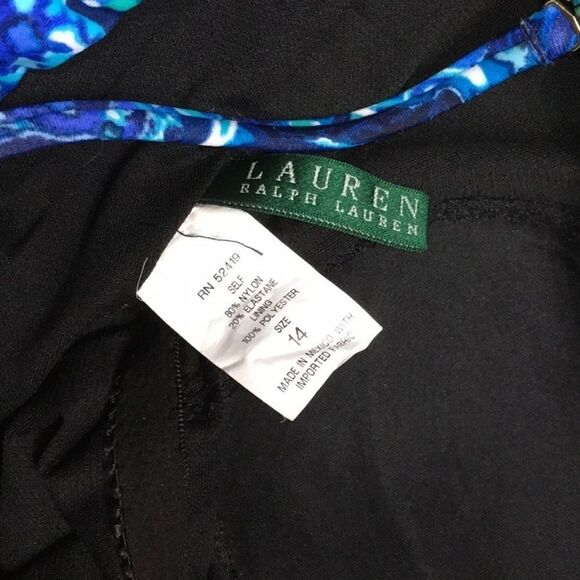 LAUREN
RALPH LAUREN
RN 52419
SELF
80% NYLON
20% ELASTANE
LINING
100% POLYESTER
SIZE
14
MADE IN MEXICO WITH
IMPORTED FABRIC